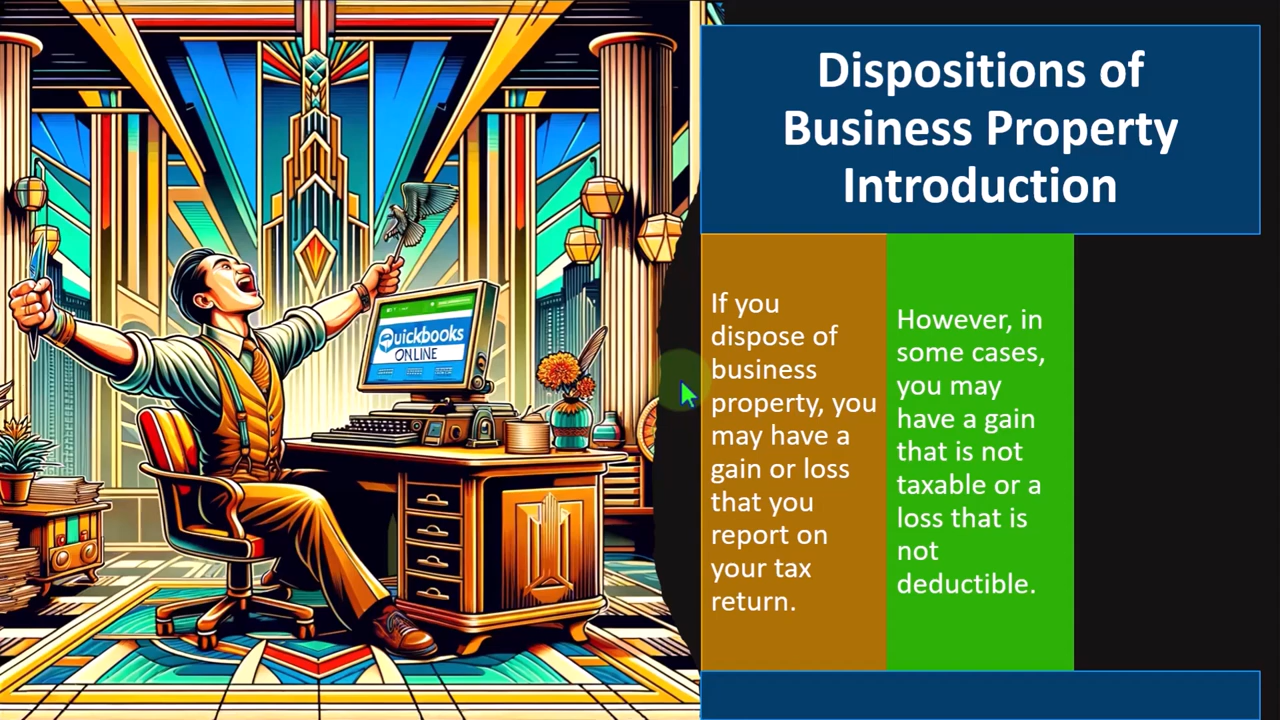 Dispositions of
Business Property
Introduction
If you
dispose of
business
property, you
may have a
gain or loss
that you
report on
your tax
return.
However, in
some cases,
you may
have a gain
that is not
taxable or a
loss that is
not
deductible.
Quickbooks
ONLINE